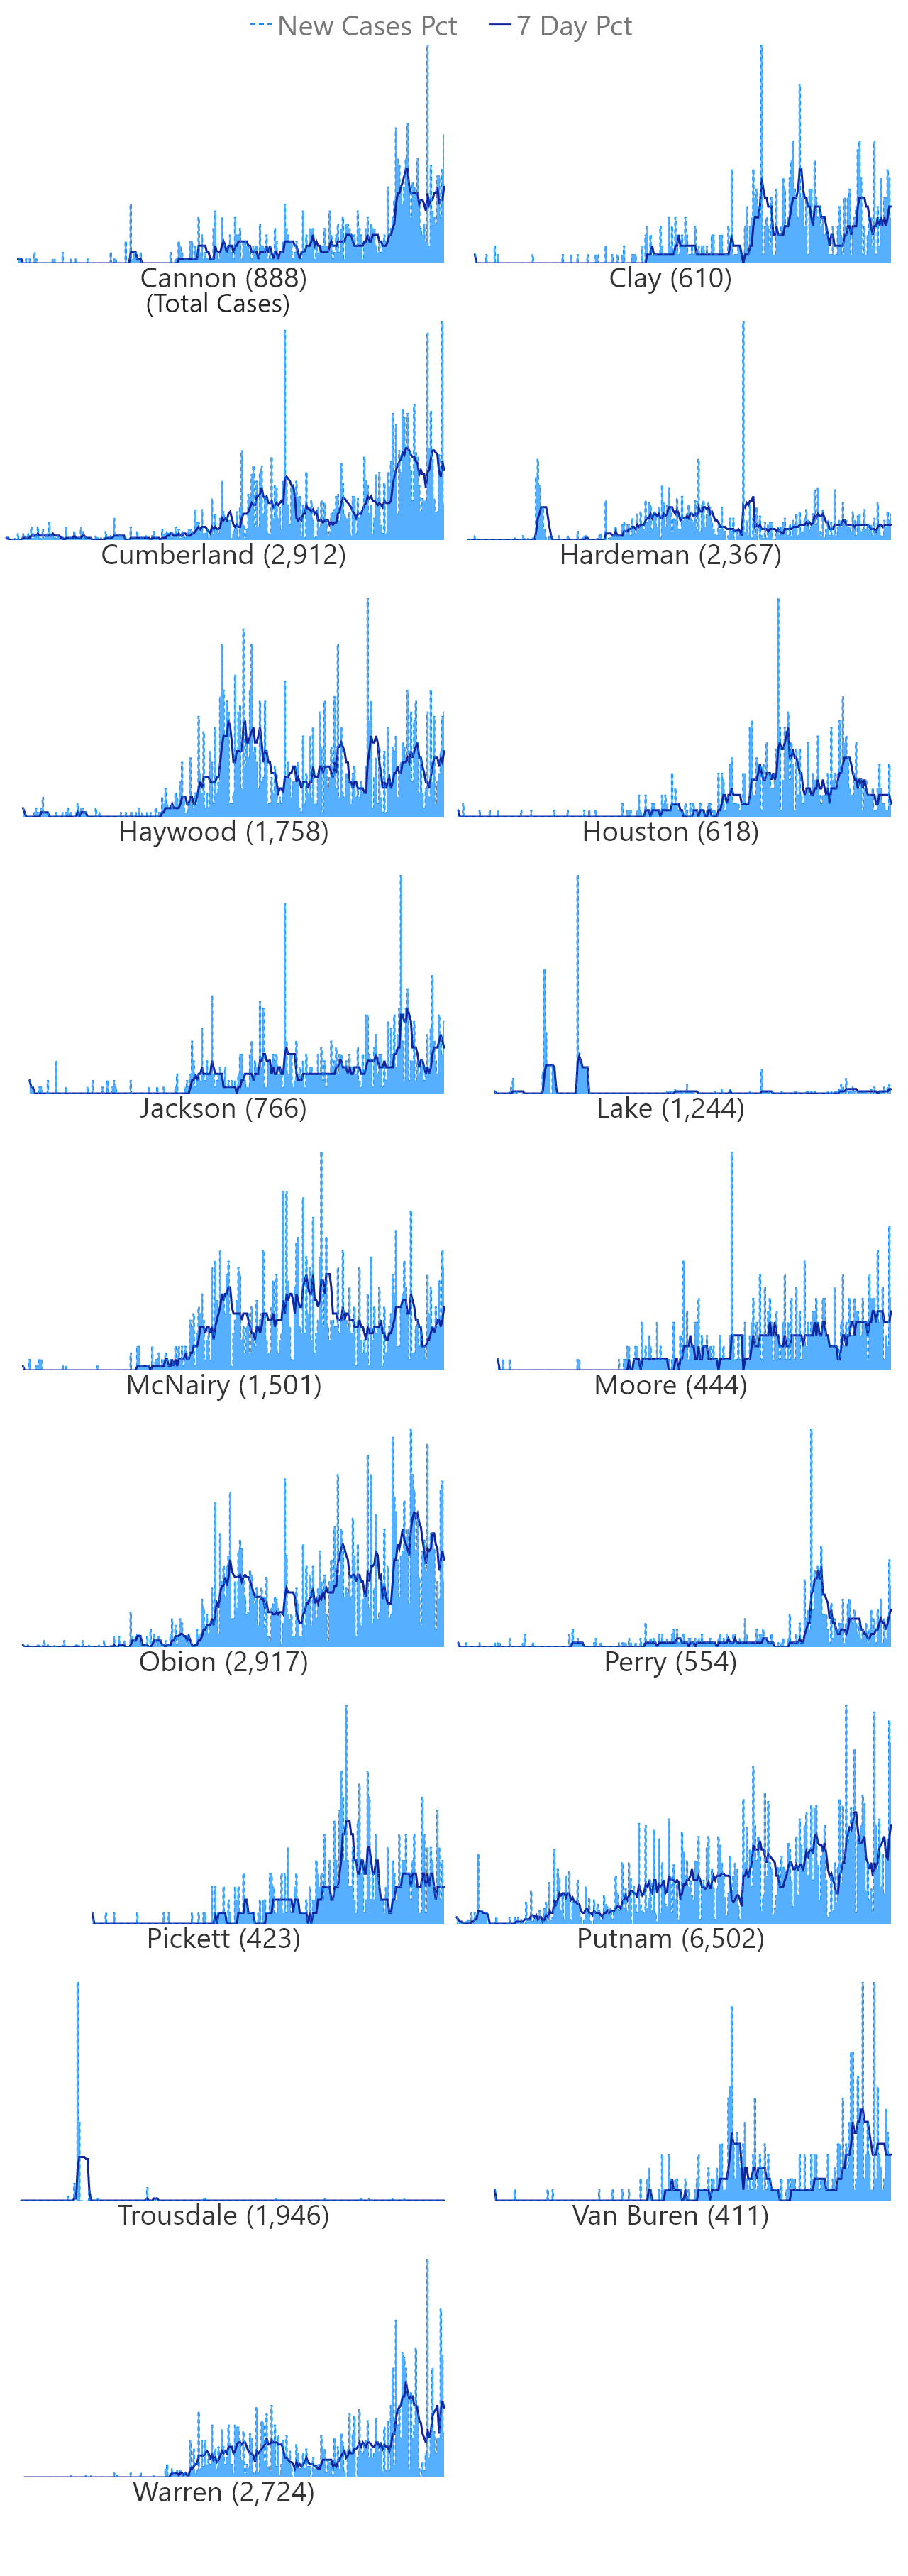 New Cases Pct 7 Day Pct
Cannon (888)
(Total Cases)
Clay (610)
Cumberland (2,912)
Hardeman (2,367)
Haywood (1,758)
Houston (618)
Jackson (766)
Lake (1,244)
McNairy (1,501)
Moore (444)
Obion (2,917)
Perry (554)
Pickett (423)
Putnam (6,502)
Trousdale (1,946)
Van Buren (411)
Warren (2,724)